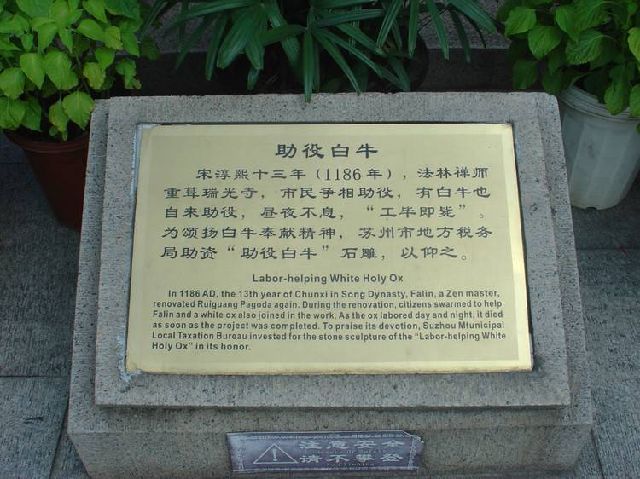 助役白牛
宋淳熙十三年(1186年),法林禅师
重葺瑞光寺,市民争相助役,有白牛也
自来助役,昼夜不息,“工毕即毙”。
为颂扬白牛奉献精神,苏州市地方税务
局助资“助役白牛”石雕,以仰之。
Labor-helping White Holy Ox
In 1186 AD, the 13th year of Chunxi in Song Dynasty, Falin, a Zen master,
renovated Ruiguang Pagoda again. During the renovation, citizens swarmed to help
Falin and a white ox also joined in the work. As the ox labored day and night, it died
as soon as the project was completed. To praise its devotion, Suzhou Municipal
Local Taxation Bureau invested for the stone sculpture of the "Labor-helping White
Holy Ox" in its honor.
注意安全
请不攀登